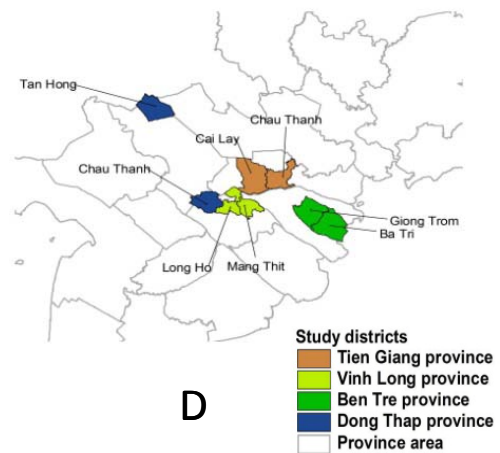 Tan Hong
Chau Thanh
Cai Lay
Chau Thanh
Giong Trom
Ba Tri
Long Ho
Mang Thit
Study districts
Tien Giang province
Vinh Long province
Ben Tre province
Dong Thap province
Province area
D